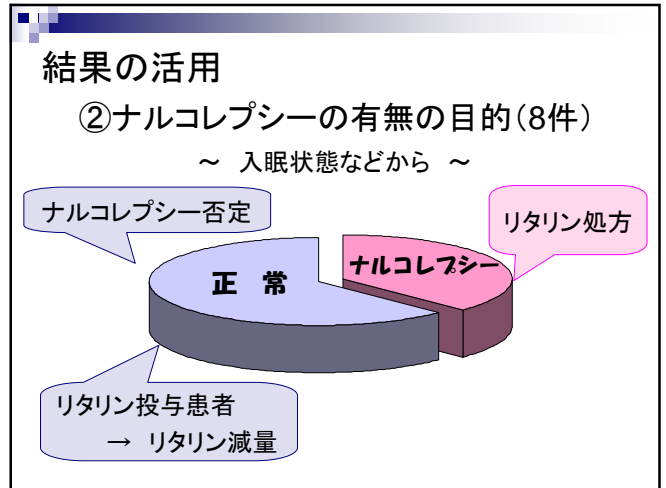 結果の活用
②ナルコレプシーの有無の目的(8件)
~ 入眠状態などから ~
ナルコレプシー否定
リタリン処方
ナルコレプシー
正 常
リタリン投与患者
→ リタリン減量